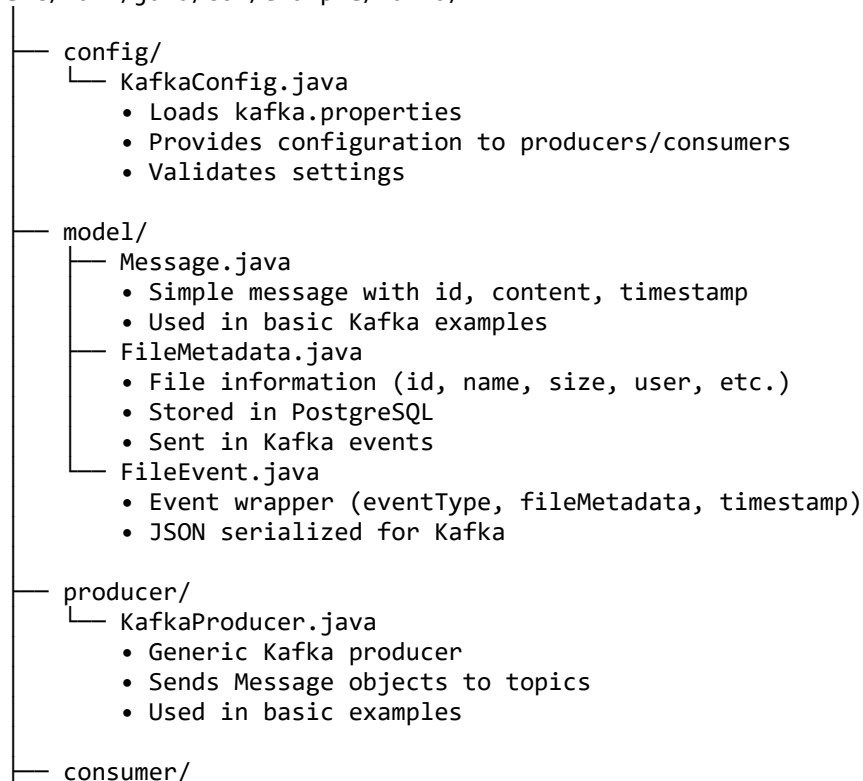 config/
KafkaConfig.java
• Loads kafka.properties
• Provides configuration to producers/consumers
• Validates settings
model/
Message.java
• Simple message with id, content, timestamp
• Used in basic Kafka examples
FileMetadata.java
• File information (id, name, size, user, etc.)
• Stored in PostgreSQL
• Sent in Kafka events
FileEvent.java
• Event wrapper (eventType, fileMetadata, timestamp)
• JSON serialized for Kafka
producer/
KafkaProducer.java
• Generic Kafka producer
• Sends Message objects to topics
• Used in basic examples
consumer/